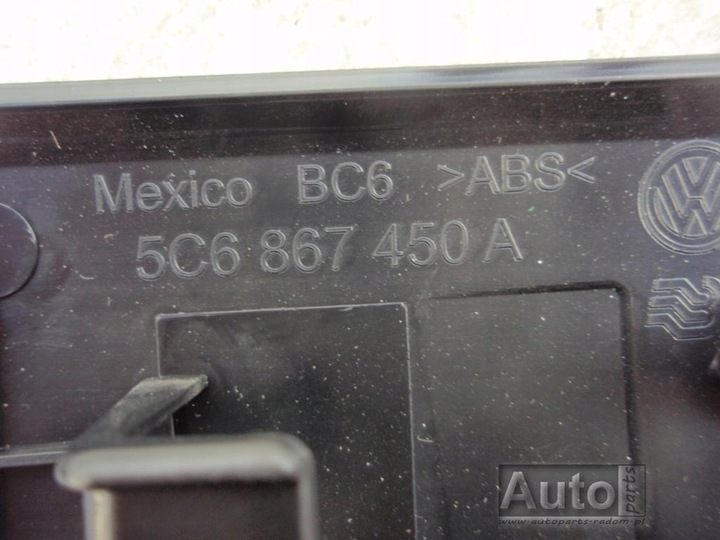 Mexico BC6 >ABS<
5C6 867 450 A
Auto parts
www.autoparts-radom.pl